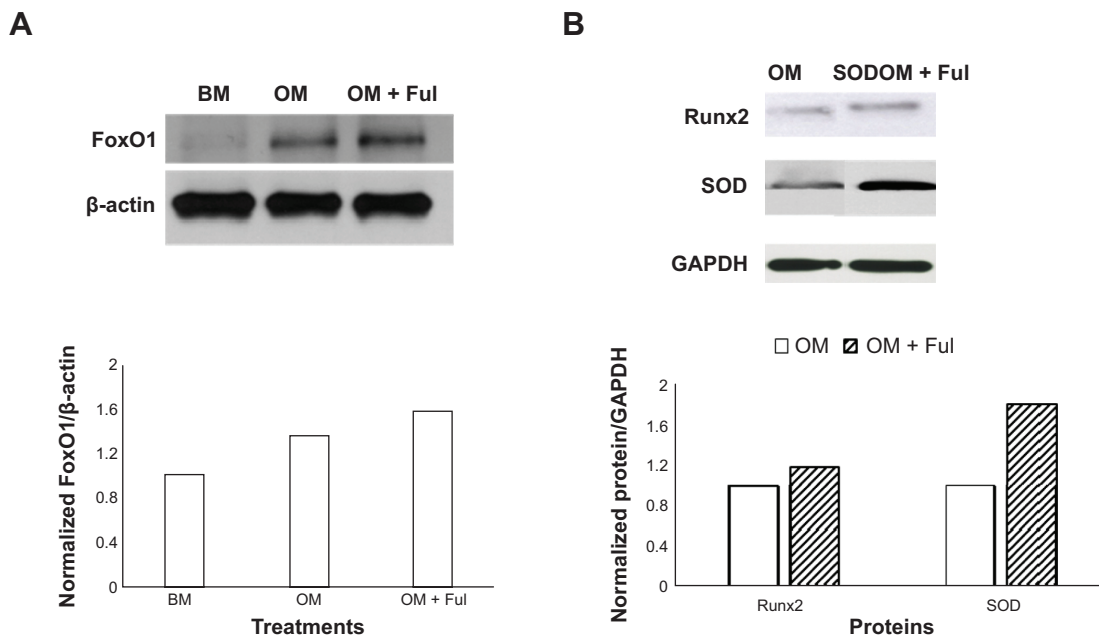 A
BM OM OM + Ful
FoxO1
β-actin
Normalized FoxO1/β-actin
2
1.6
1.2
0.8
0.4
0
BM OM OM + Ful
Treatments
B
OM SODOM + Ful
Runx2
SOD
GAPDH
OM OM + Ful
Normalized protein/GAPDH
2
1.6
1.2
0.8
0.4
0
Runx2 SOD
Proteins